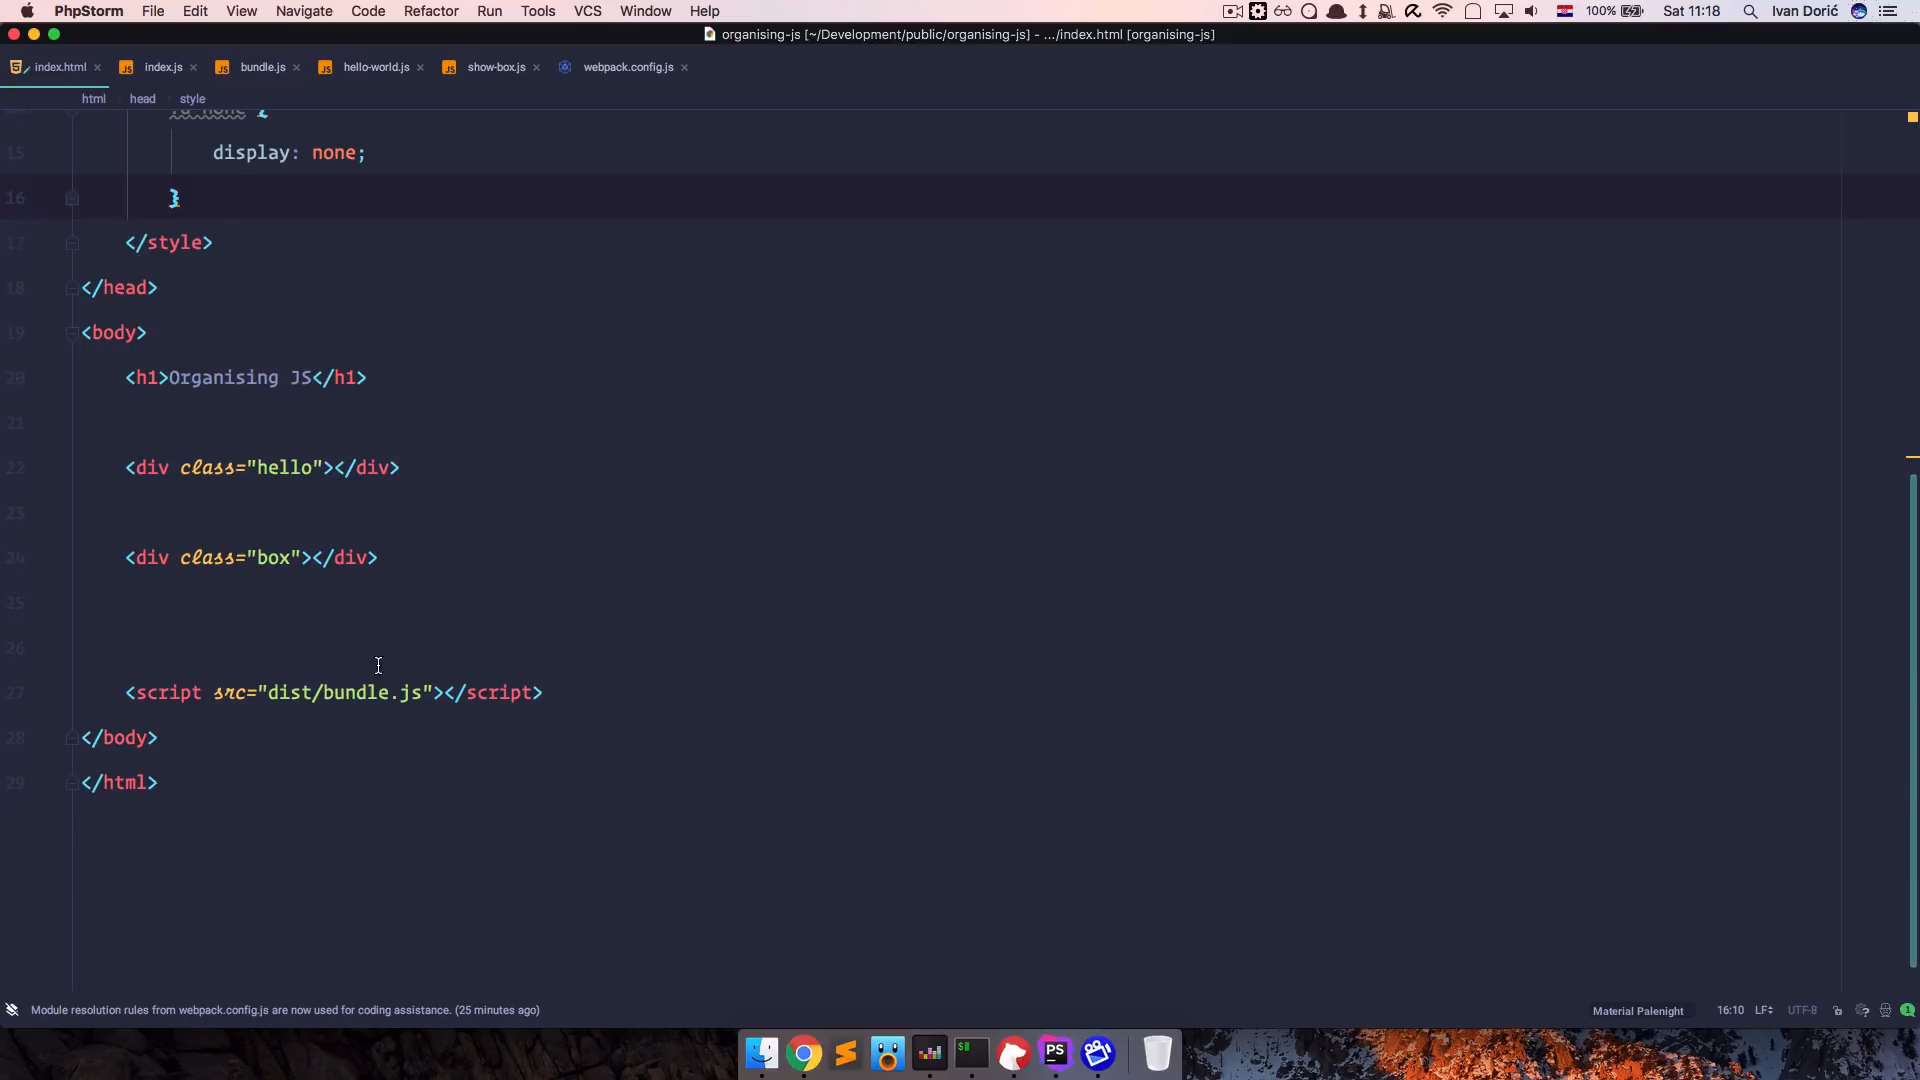 PhpStorm File Edit View Navigate Code Refactor Run Tools VCS Window Help 100% Sat 11:18 Ivan Dorić
organising-js [~/Development/public/organising-js] - .../index.html [organising-js]
index.html index.js bundle.js hello-world.js show-box.js webpack.config.js
html head style
15 display: none;
16 }
17 </style>
18 </head>
19 <body>
20 <h1>Organising JS</h1>
21
22 <div class="hello"></div>
23
24 <div class="box"></div>
25
26
27 <script src="dist/bundle.js"></script>
28 </body>
29 </html>
Module resolution rules from webpack.config.js are now used for coding assistance. (25 minutes ago) Material Palenight 16:10 LF UTF-8 1
$
PS